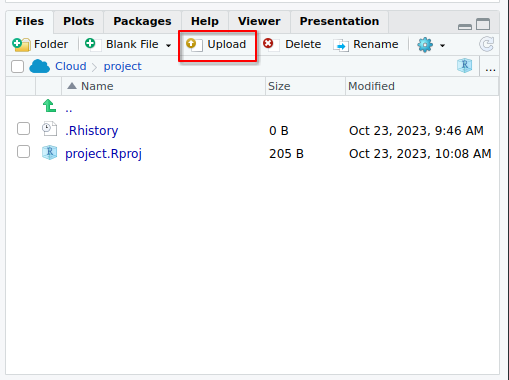 Files Plots Packages Help Viewer Presentation
Folder Blank File Upload Delete Rename
Cloud project R ...
Name Size Modified
..
.Rhistory 0 B Oct 23, 2023, 9:46 AM
R project.Rproj 205 B Oct 23, 2023, 10:08 AM